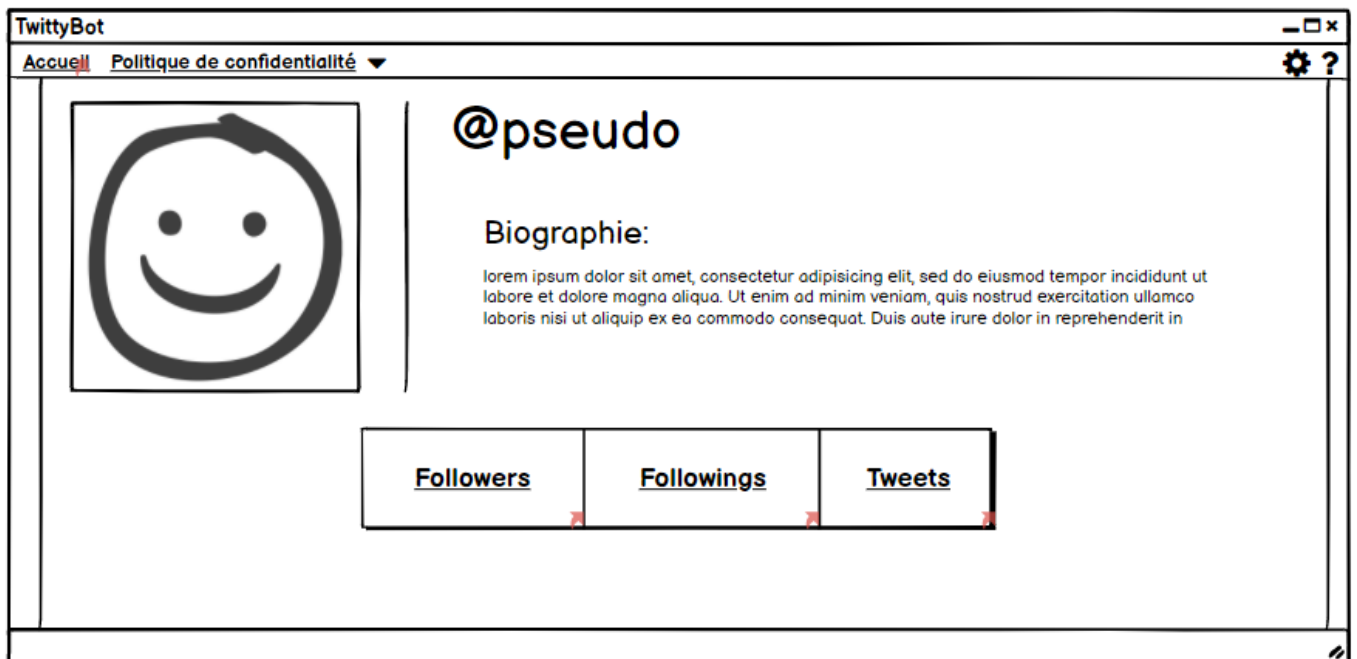 TwittyBot
Accueil Politique de confidentialité
?
@pseudo
Biographie:
lorem ipsum dolor sit amet, consectetur adipisicing elit, sed do eiusmod tempor incididunt ut
labore et dolore magna aliqua. Ut enim ad minim veniam, quis nostrud exercitation ullamco
laboris nisi ut aliquip ex ea commodo consequat. Duis aute irure dolor in reprehenderit in
Followers Followings Tweets